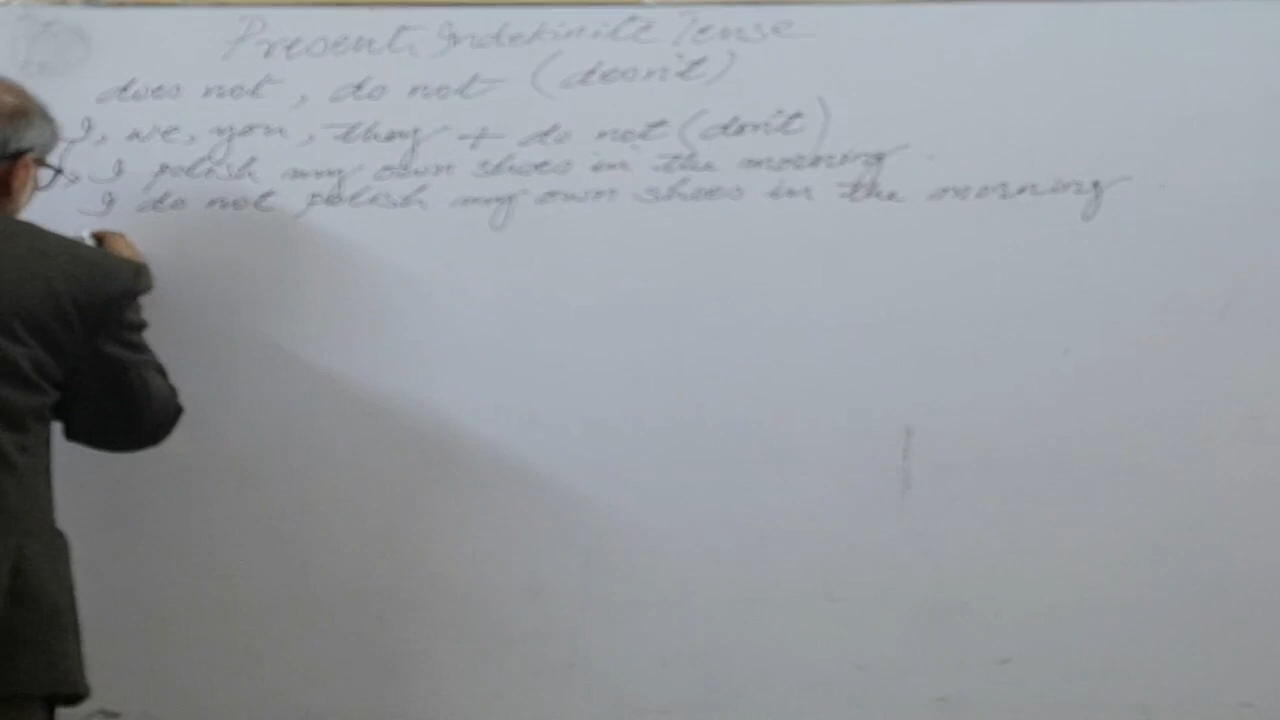 Present Indefinite Tense
does not, do not (doesn't)
I, we, you, they + do not (don't)
I polish my own shoes in the morning
I do not polish my own shoes in the morning